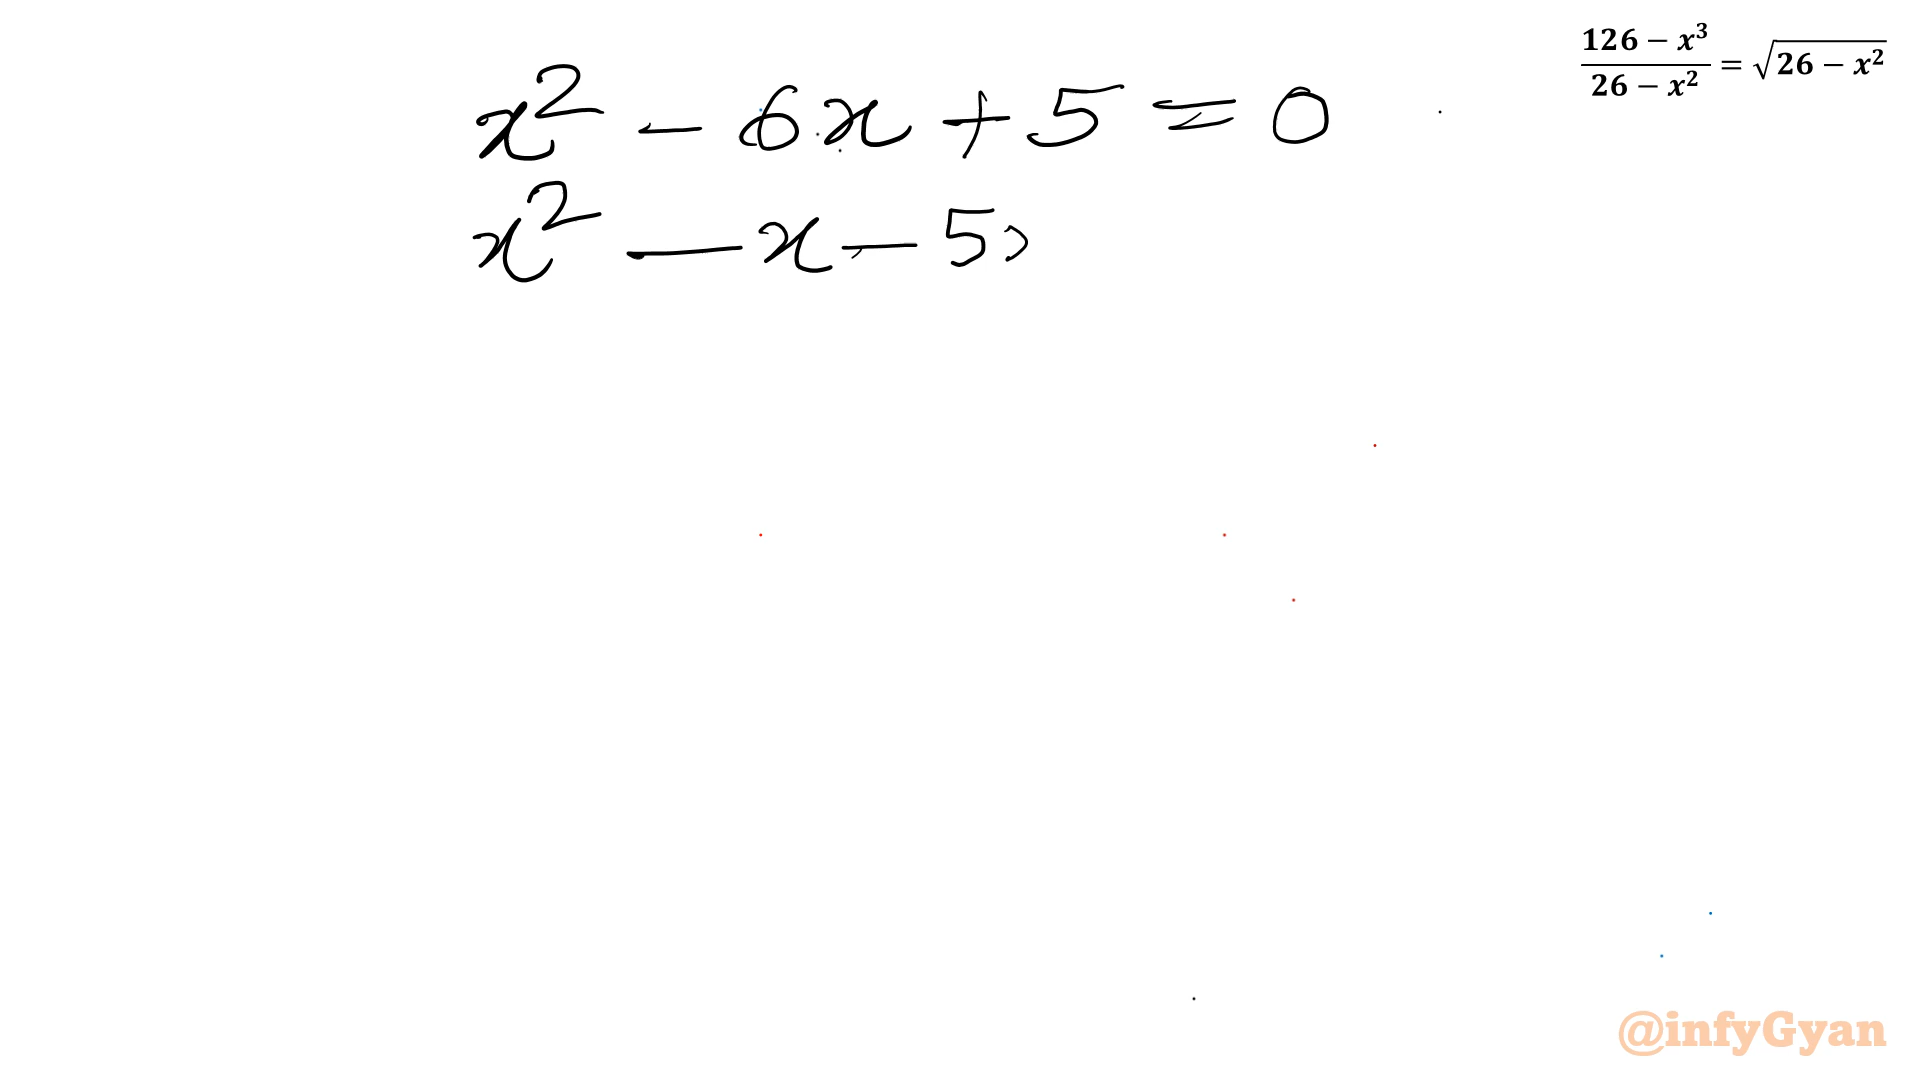 x² - 6x + 5 = 0
x² - x - 5
(126 - x³)/(26 - x²) = √(26 - x²)
@infyGyan